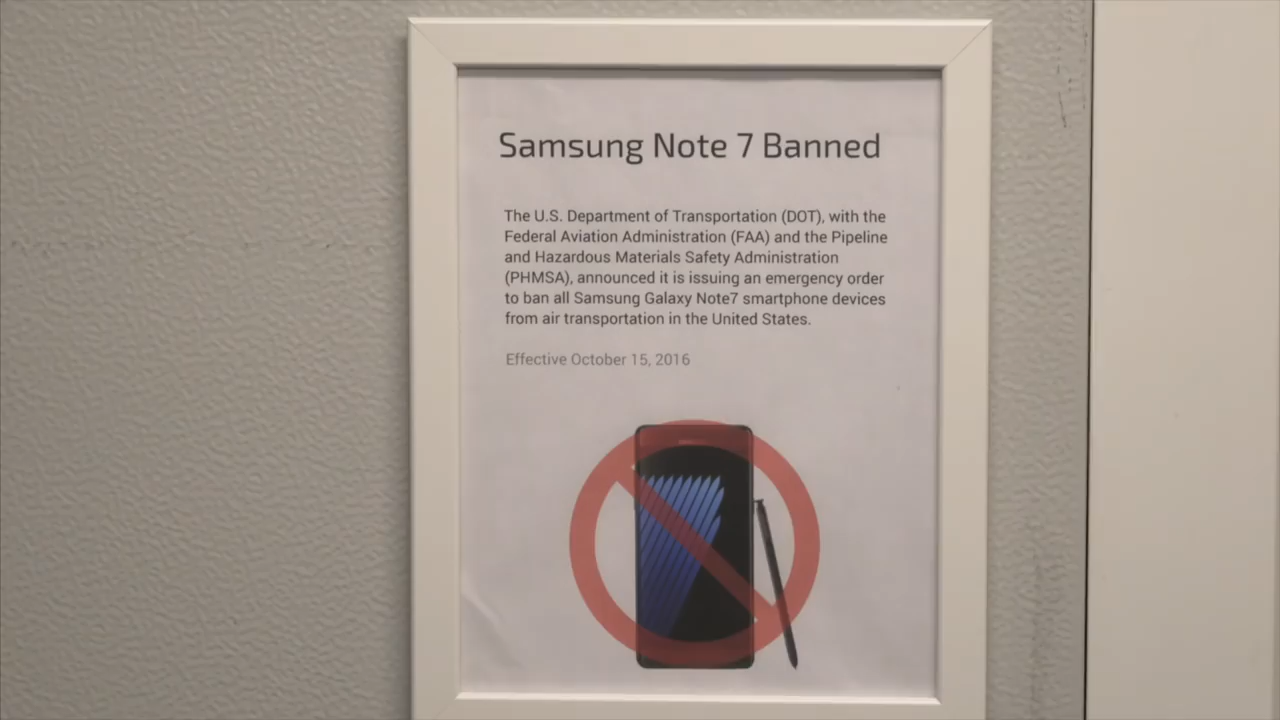 Samsung Note 7 Banned
The U.S. Department of Transportation (DOT), with the
Federal Aviation Administration (FAA) and the Pipeline
and Hazardous Materials Safety Administration
(PHMSA), announced it is issuing an emergency order
to ban all Samsung Galaxy Note7 smartphone devices
from air transportation in the United States.
Effective October 15, 2016